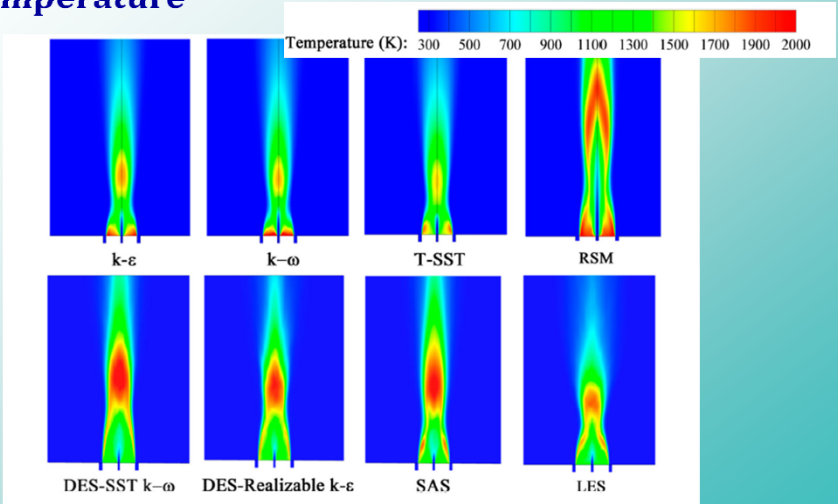 Temperature (K): 300 500 700 900 1100 1300 1500 1700 1900 2000
k-ε k–ω T-SST RSM
DES-SST k–ω DES-Realizable k-ε SAS LES